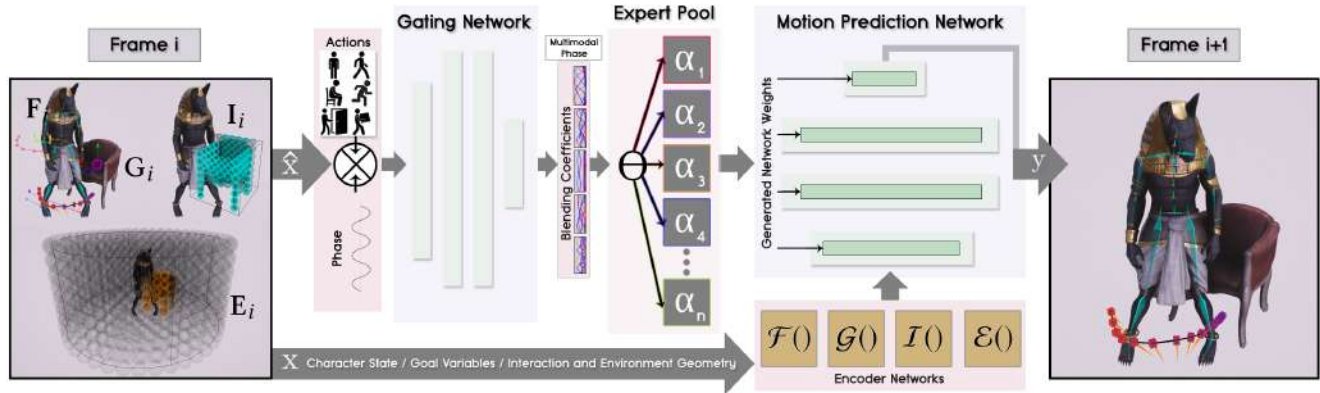 Frame i
F_i
I_i
G_i
E_i
X̂
Actions
Phase
Gating Network
Multimodal
Phase
Blending Coefficients
Expert Pool
α_1
α_2
α_3
α_4
α_n
Motion Prediction Network
Generated Network Weights
y
Frame i+1
X Character State / Goal Variables / Interaction and Environment Geometry
F() G() I() E()
Encoder Networks